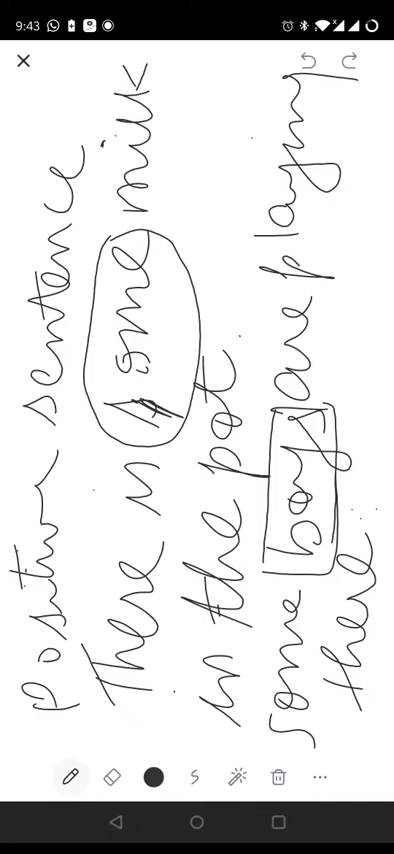 9:43
Positive sentence
There is some milk
in the pot.
some boys are playing
there